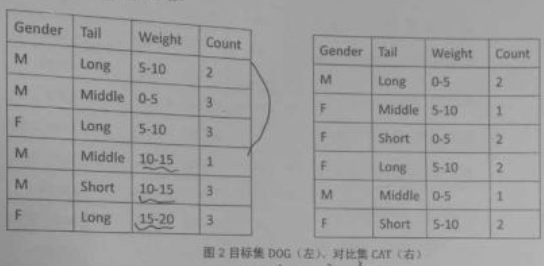 Gender Tail Weight Count
M Long 5-10 2
M Middle 0-5 3
F Long 5-10 3
M Middle 10-15 1
M Short 10-15 3
F Long 15-20 3
Gender Tail Weight Count
M Long 0-5 2
F Middle 5-10 1
F Short 0-5 2
F Long 5-10 2
M Middle 0-5 1
F Short 5-10 2
图 2 目标集 DOG（左）、对比集 CAT（右）